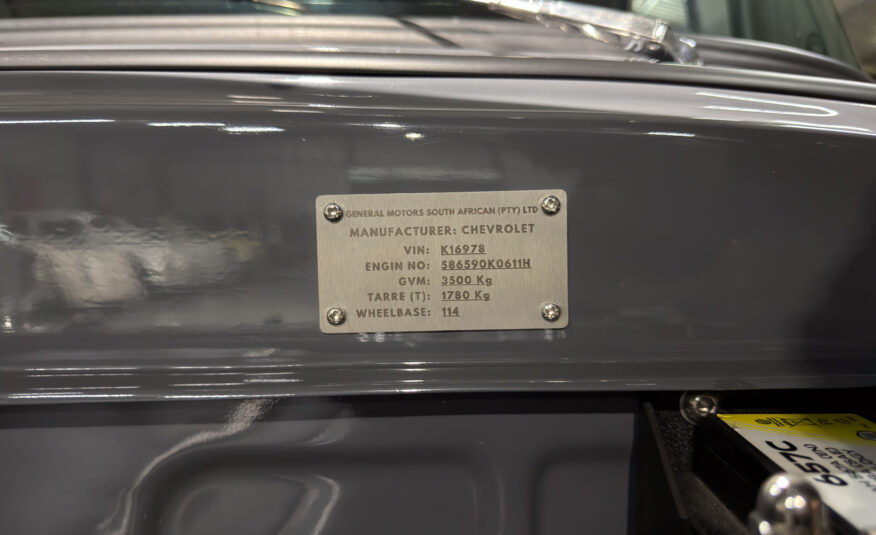 GENERAL MOTORS SOUTH AFRICAN (PTY) LTD
MANUFACTURER: CHEVROLET
VIN: K16978
ENGIN NO: 586590K0611H
GVM: 3500 Kg
TARRE (T): 1780 Kg
WHEELBASE: 114
657C